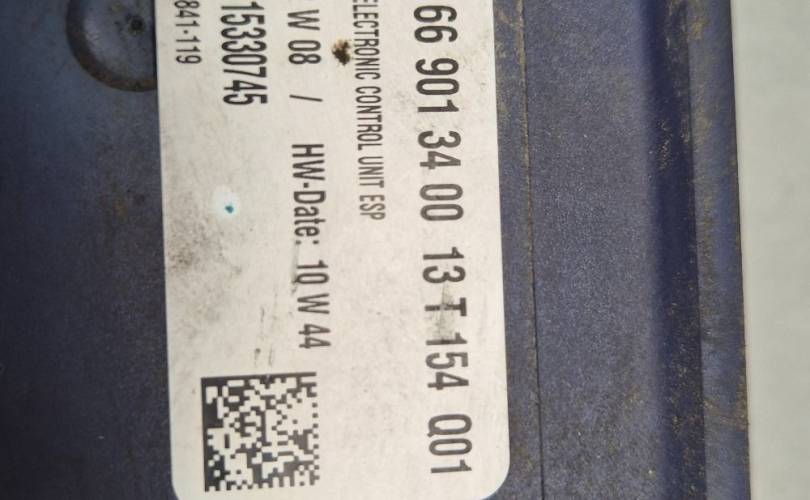 66 901 34 00 13 T 154 Q01
ELECTRONIC CONTROL UNIT ESP
W 08 / HW-Date: 10 W 44
15330745
841-119